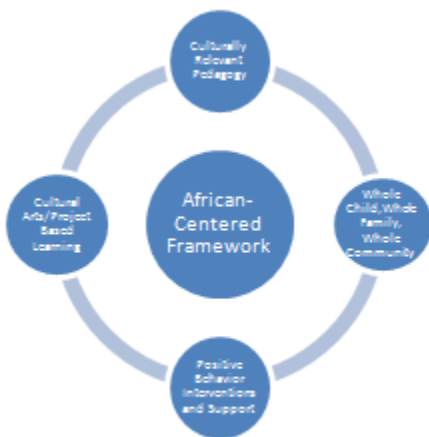 Culturally
Relevant
Pedagogy
Cultural
Arts/Project
Based
Learning
African-
Centered
Framework
Whole
Child,Whole
Family,
Whole
Community
Positive
Behavior
Interventions
and Support